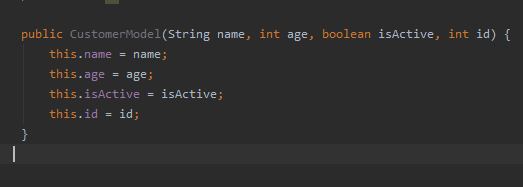 public CustomerModel(String name, int age, boolean isActive, int id) {
this.name = name;
this.age = age;
this.isActive = isActive;
this.id = id;
}